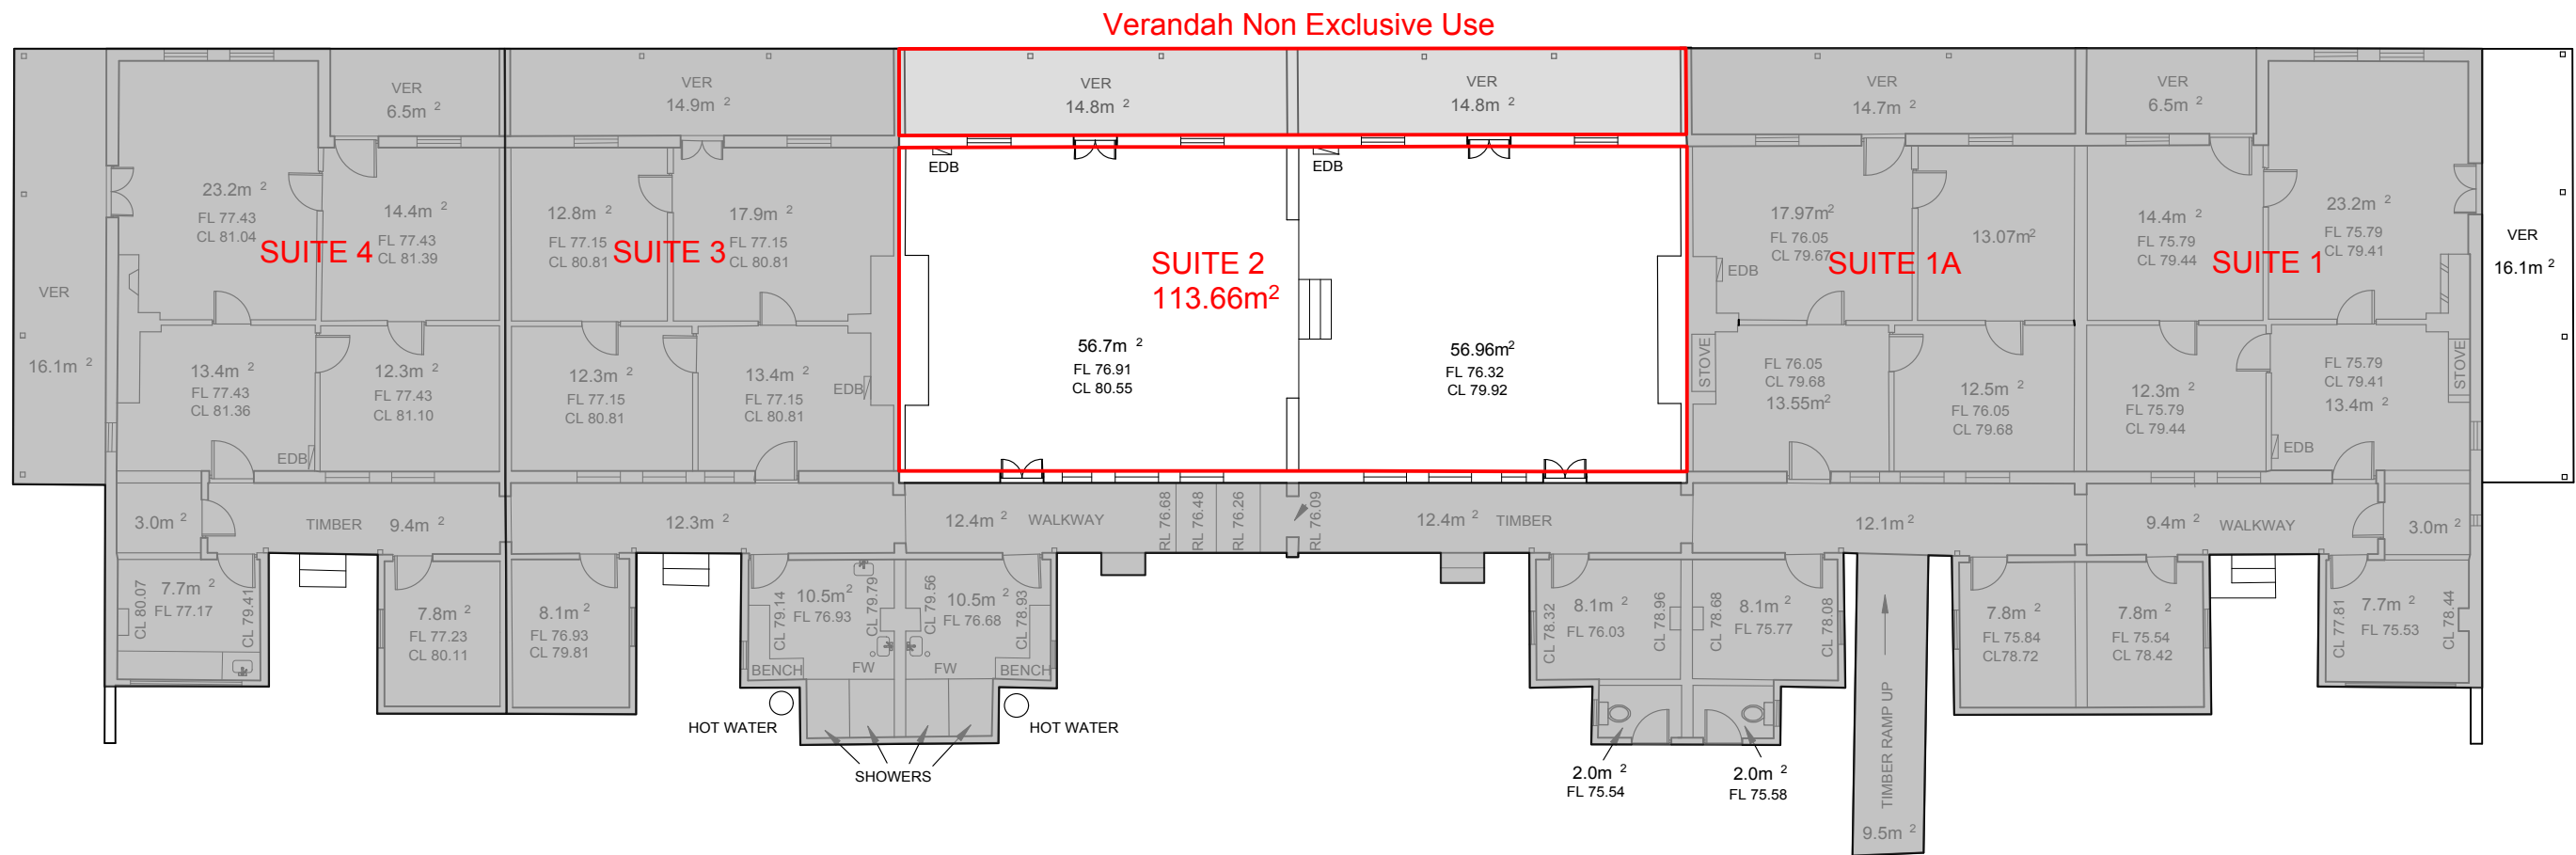 Verandah Non Exclusive Use
VER
6.5m 2
VER
14.9m 2
VER
14.8m 2
VER
14.8m 2
VER
14.7m 2
VER
6.5m 2
EDB
EDB
23.2m 2
FL 77.43
CL 81.04
14.4m 2
FL 77.43
CL 81.39
SUITE 4
12.8m 2
FL 77.15
CL 80.81
17.9m 2
FL 77.15
CL 80.81
SUITE 3
SUITE 2
113.66m2
17.97m2
FL 76.05
CL 79.67
EDB
13.07m2
SUITE 1A
14.4m 2
FL 75.79
CL 79.44
23.2m 2
FL 75.79
CL 79.41
SUITE 1
VER
16.1m 2
VER
16.1m 2
13.4m 2
FL 77.43
CL 81.36
EDB
12.3m 2
FL 77.43
CL 81.10
12.3m 2
FL 77.15
CL 80.81
13.4m 2
FL 77.15
CL 80.81
EDB
56.7m 2
FL 76.91
CL 80.55
56.96m2
FL 76.32
CL 79.92
STOVE
FL 76.05
CL 79.68
13.55m2
12.5m 2
FL 76.05
CL 79.68
12.3m 2
FL 75.79
CL 79.44
FL 75.79
CL 79.41
13.4m 2
STOVE
EDB
3.0m 2
TIMBER 9.4m 2
12.3m 2
12.4m 2 WALKWAY
RL 76.68
RL 76.48
RL 76.26
RL 76.09
12.4m 2 TIMBER
12.1m 2
9.4m 2 WALKWAY
3.0m 2
CL 80.07
7.7m 2
FL 77.17
CL 79.41
7.8m 2
FL 77.23
CL 80.11
8.1m 2
FL 76.93
CL 79.81
CL 79.14
10.5m2
FL 76.93
CL 79.79
CL 79.56
10.5m 2
FL 76.68
CL 78.93
BENCH
FW
FW
BENCH
CL 78.32
8.1m 2
FL 76.03
CL 78.96
CL 78.68
8.1m 2
FL 75.77
CL 78.08
7.8m 2
FL 75.84
CL78.72
7.8m 2
FL 75.54
CL 78.42
CL 77.81
7.7m 2
FL 75.53
CL 78.44
HOT WATER
HOT WATER
SHOWERS
2.0m 2
FL 75.54
2.0m 2
FL 75.58
TIMBER RAMP UP
9.5m 2